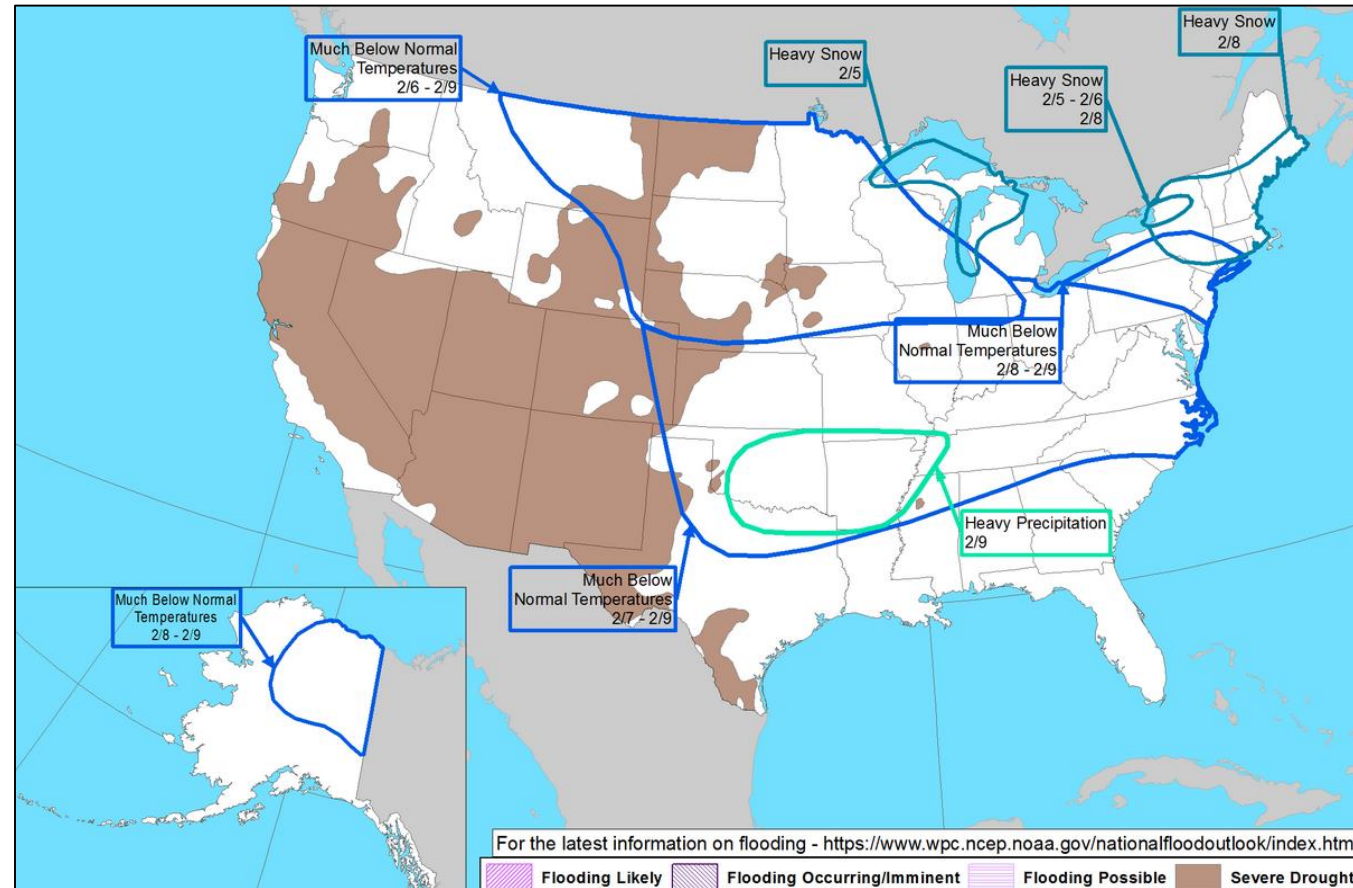 Heavy Snow
2/8
Much Below Normal
Temperatures
2/6 - 2/9
Heavy Snow
2/5
Heavy Snow
2/5 - 2/6
2/8
Much Below
Normal Temperatures
2/8 - 2/9
Heavy Precipitation
2/9
Much Below
Normal Temperatures
2/7 - 2/9
Much Below Normal
Temperatures
2/8 - 2/9
For the latest information on flooding - https://www.wpc.ncep.noaa.gov/nationalfloodoutlook/index.htm
Flooding Likely Flooding Occurring/Imminent Flooding Possible Severe Drought